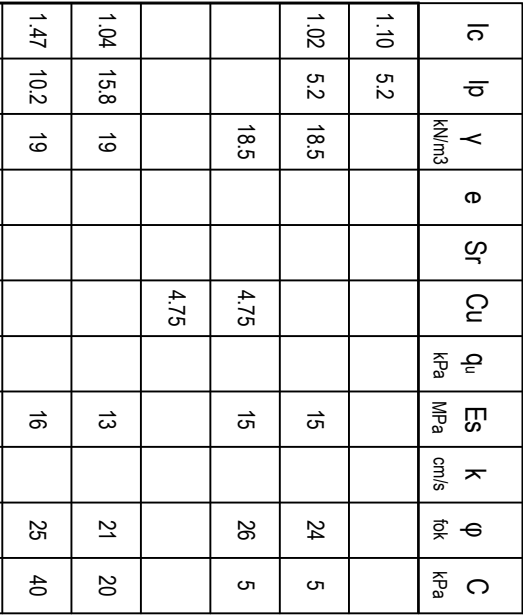 Ic Ip γ e Sr Cu qu Es k φ C
kN/m3 kPa MPa cm/s fok kPa
1.10 5.2
1.02 5.2 18.5 15 24 5
18.5 4.75 15 26 5
4.75
1.04 15.8 19 13 21 20
1.47 10.2 19 16 25 40